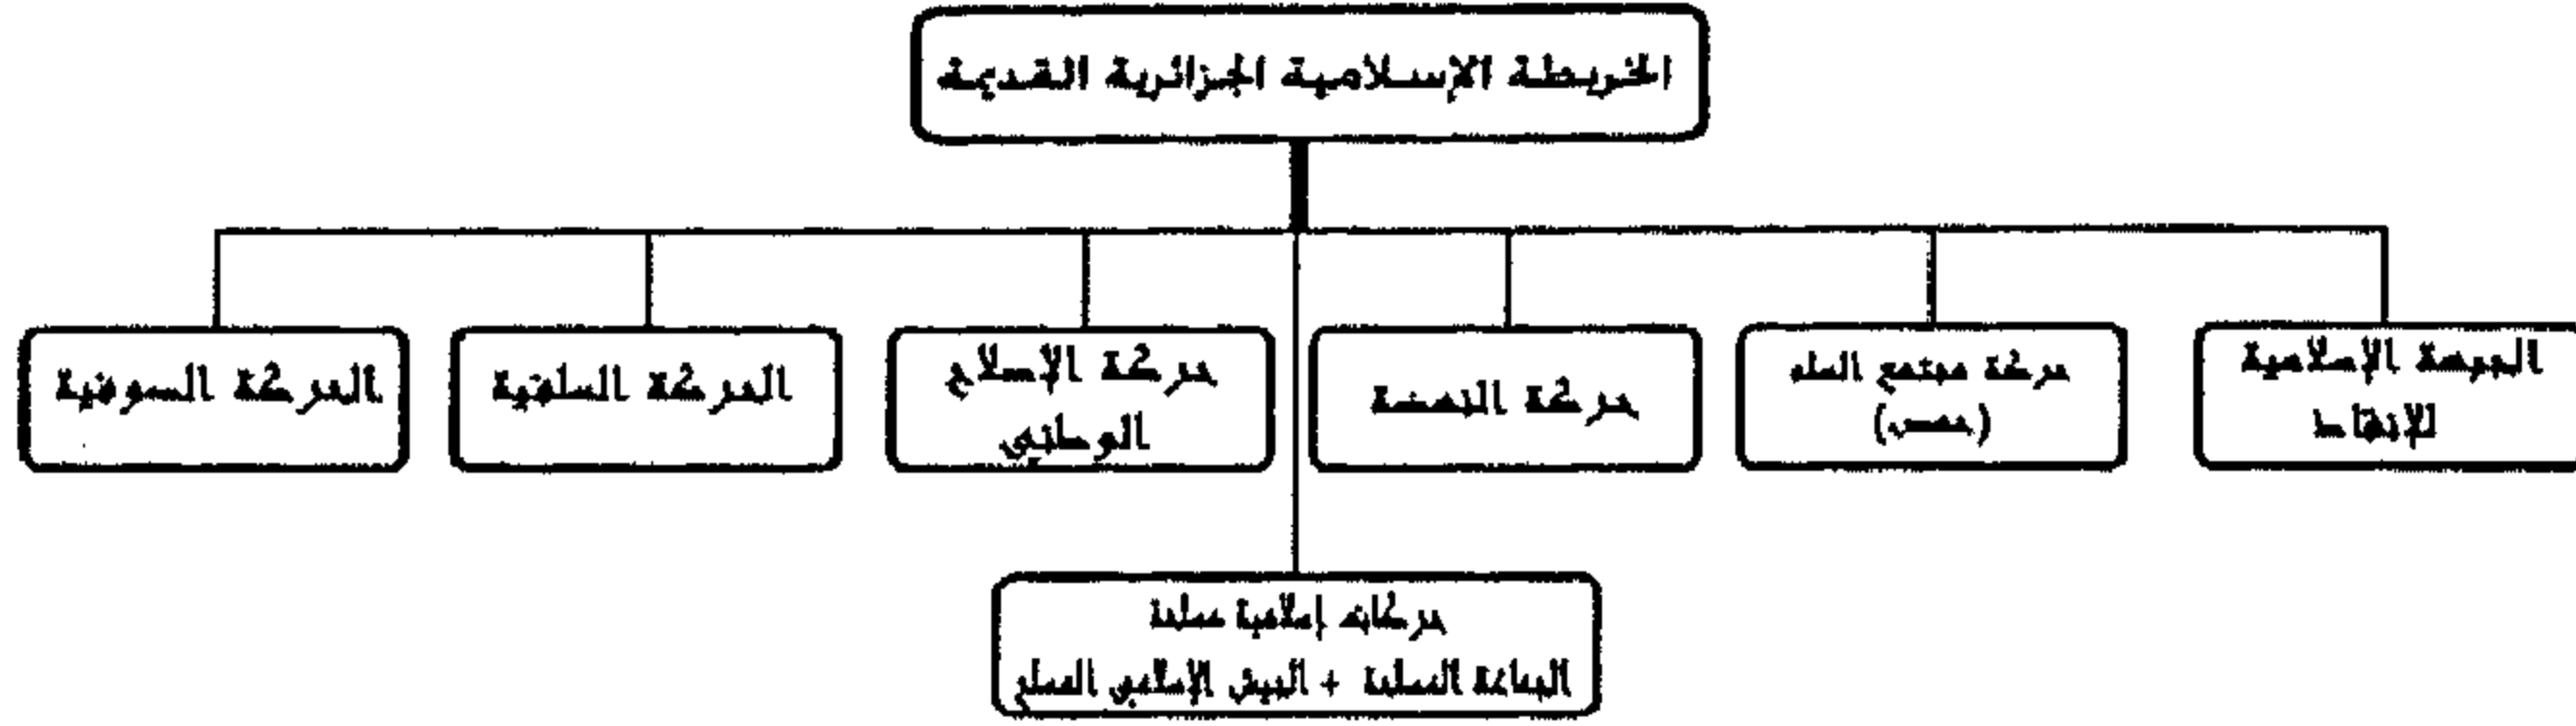 الخريطة الإسلامية الجزائرية القديمة
الجبهة الإسلامية
للإنقاذ
حركة مجتمع السلم
(حمس)
حركة النهضة
حركة الإصلاح
الوطني
الحركة السلفية
الحركة الصوفية
حركات إسلامية مسلحة
الجماعة المسلحة + الجيش الإسلامي المسلح